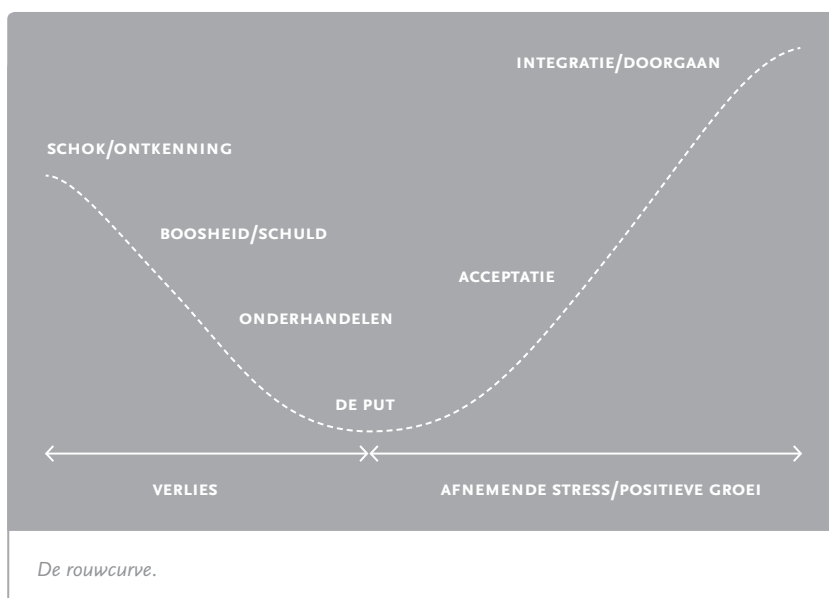 INTEGRATIE/DOORGAAN
SCHOK/ONTKENNING
BOOSHEID/SCHULD
ACCEPTATIE
ONDERHANDELEN
DE PUT
VERLIES
AFNEMENDE STRESS/POSITIEVE GROEI
De rouwcurve.